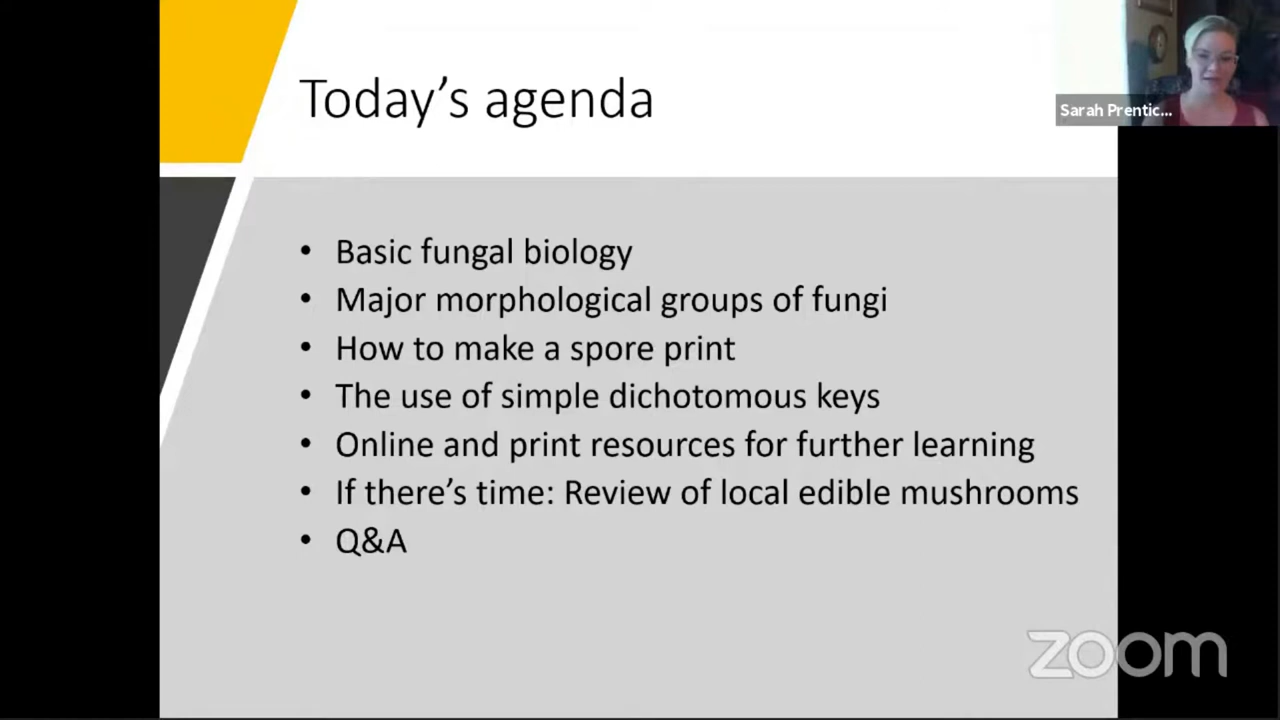 Today's agenda
Sarah Prentic...
• Basic fungal biology
• Major morphological groups of fungi
• How to make a spore print
• The use of simple dichotomous keys
• Online and print resources for further learning
• If there's time: Review of local edible mushrooms
• Q&A
zoom